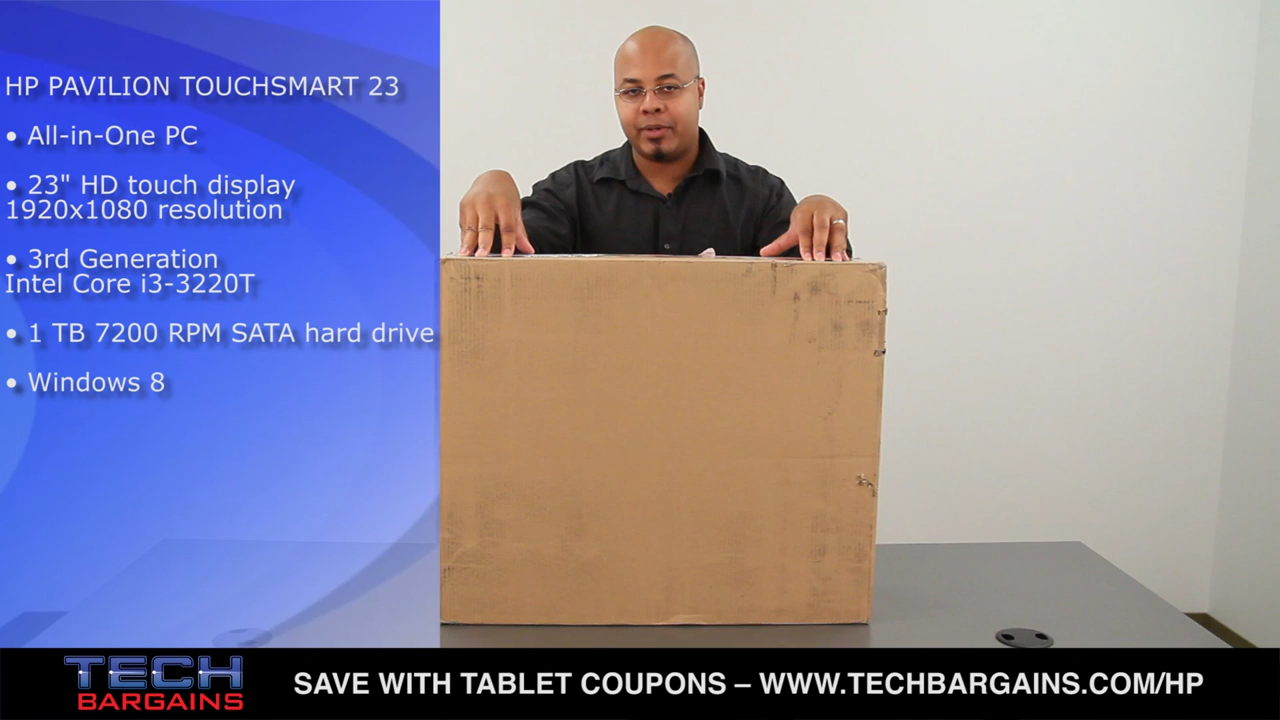 HP PAVILION TOUCHSMART 23
• All-in-One PC
• 23" HD touch display
1920x1080 resolution
• 3rd Generation
Intel Core i3-3220T
• 1 TB 7200 RPM SATA hard drive
• Windows 8
TECH
BARGAINS
SAVE WITH TABLET COUPONS – WWW.TECHBARGAINS.COM/HP